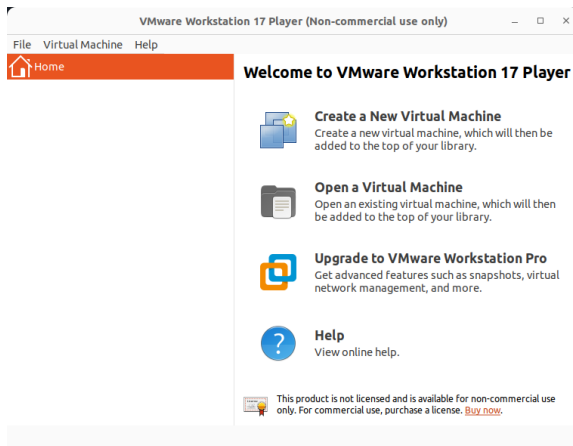 VMware Workstation 17 Player (Non-commercial use only)
File Virtual Machine Help
Home
Welcome to VMware Workstation 17 Player
Create a New Virtual Machine
Create a new virtual machine, which will then be
added to the top of your library.
Open a Virtual Machine
Open an existing virtual machine, which will then
be added to the top of your library.
Upgrade to VMware Workstation Pro
Get advanced features such as snapshots, virtual
network management, and more.
?
Help
View online help.
This product is not licensed and is available for non-commercial use
only. For commercial use, purchase a license. Buy now.